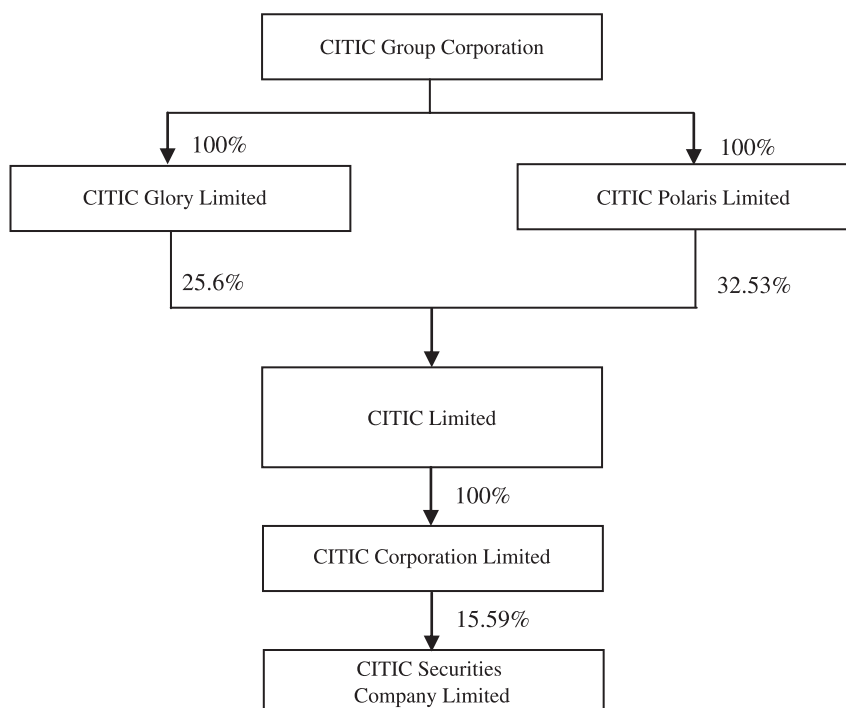 CITIC Group Corporation
100%
100%
CITIC Glory Limited
CITIC Polaris Limited
25.6%
32.53%
CITIC Limited
100%
CITIC Corporation Limited
15.59%
CITIC Securities
Company Limited